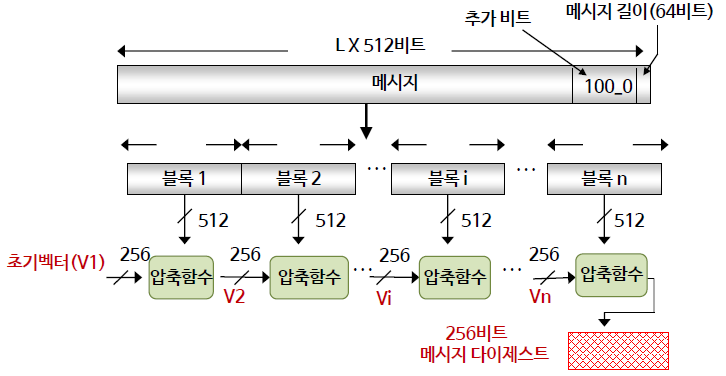 추가 비트
메시지 길이(64비트)
L X 512비트
메시지
100_0
블록 1
블록 2
...
블록 i
...
블록 n
512
512
512
512
초기벡터(V1)
256
압축함수
256
V2
압축함수
...
256
Vi
압축함수
...
256
Vn
압축함수
256비트
메시지 다이제스트